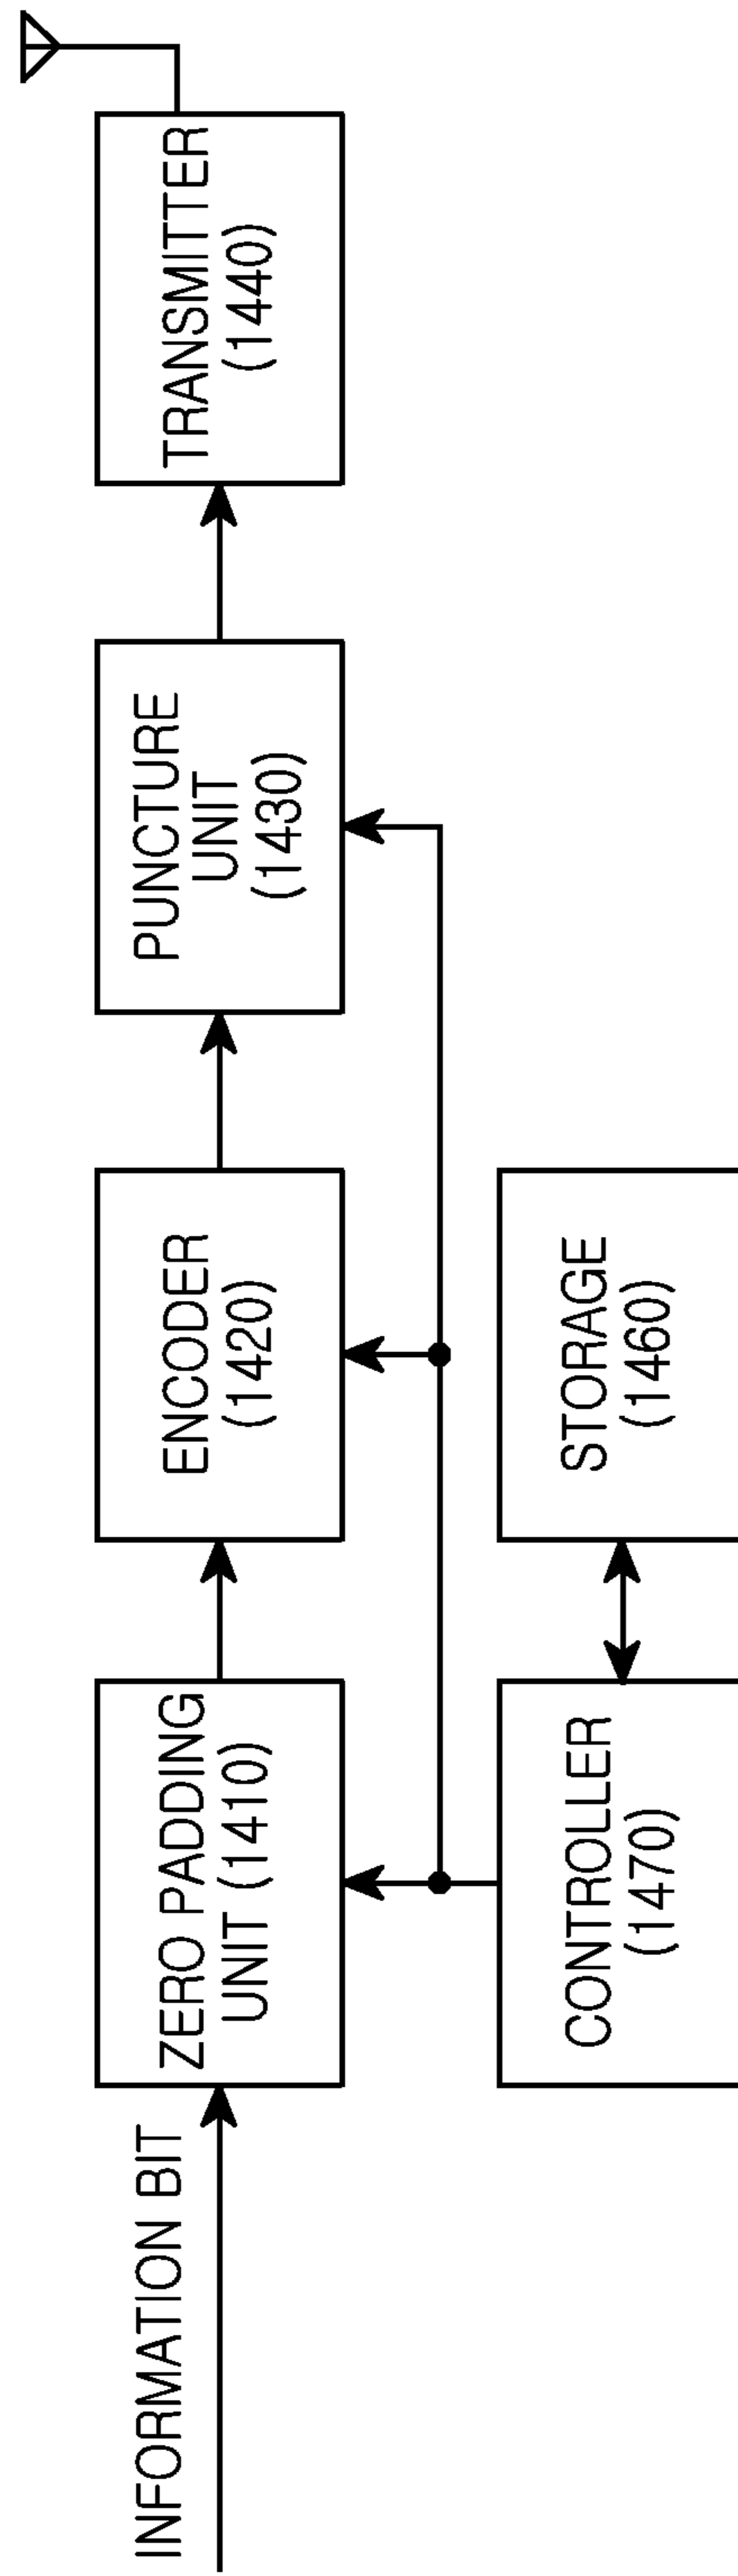 INFORMATION BIT
ZERO PADDING
UNIT (1410)
ENCODER
(1420)
PUNCTURE
UNIT
(1430)
TRANSMITTER
(1440)
CONTROLLER
(1470)
STORAGE
(1460)